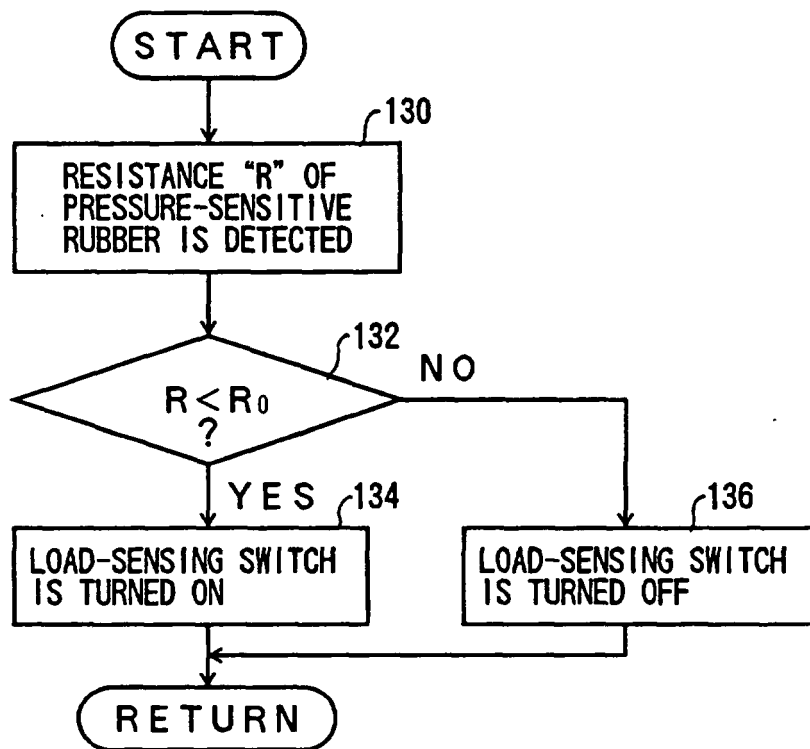 START
130
RESISTANCE "R" OF
PRESSURE-SENSITIVE
RUBBER IS DETECTED
132
R<R₀
?
NO
YES
134
LOAD-SENSING SWITCH
IS TURNED ON
136
LOAD-SENSING SWITCH
IS TURNED OFF
RETURN